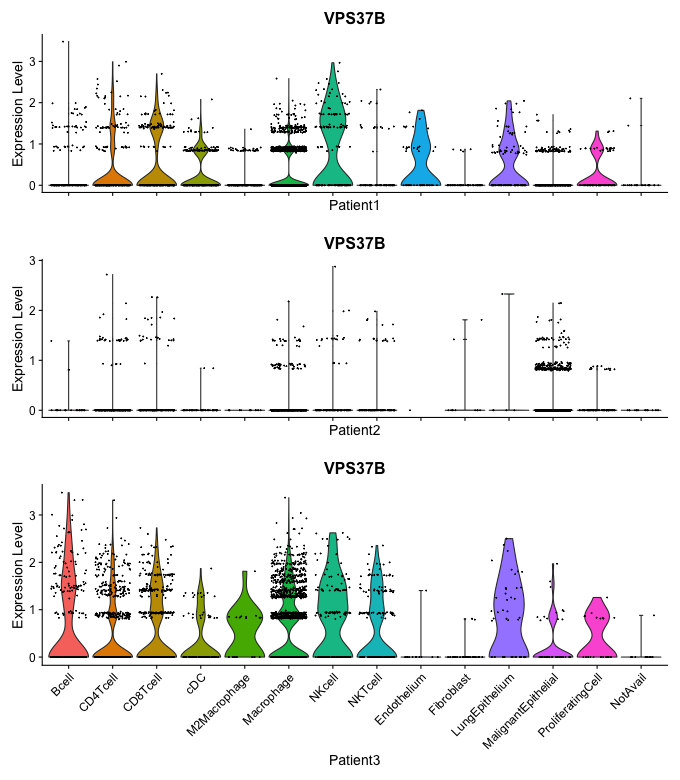 VPS37B
Expression Level
3
2
1
0
Patient1
VPS37B
Expression Level
3
2
1
0
Patient2
VPS37B
Expression Level
3
2
1
0
Bcell
CD4Tcell
CD8Tcell
cDC
M2Macrophage
Macrophage
NKcell
NKTcell
Endothelium
Fibroblast
LungEpithelium
MalignantEpithelial
ProliferatingCell
NotAvail
Patient3